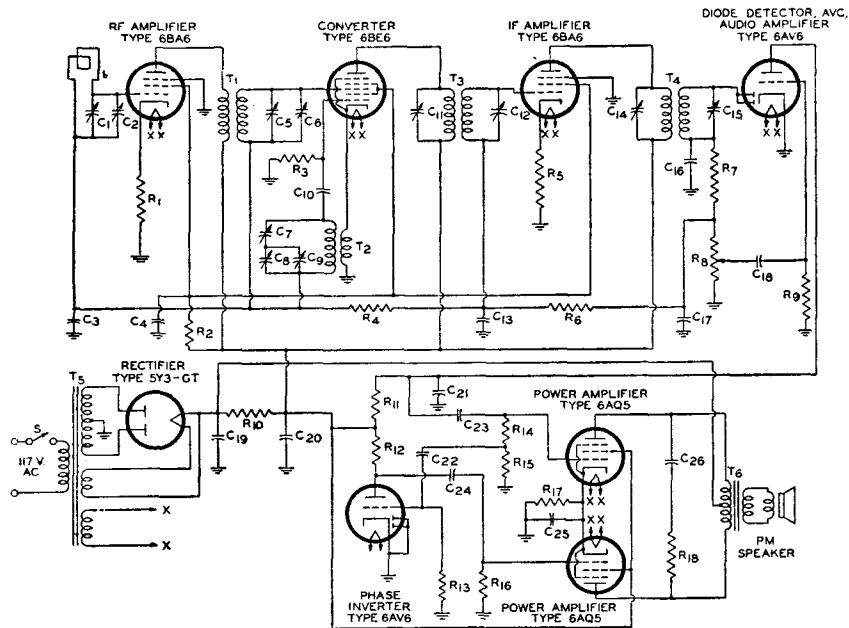 RF AMPLIFIER
TYPE 6BA6
CONVERTER
TYPE 6BE6
IF AMPLIFIER
TYPE 6BA6
DIODE DETECTOR, AVC,
AUDIO AMPLIFIER
TYPE 6AV6
T1
T3
T4
C1
C2
X X
C5
C6
X X
C11
C12
X X
C14
C15
X X
R1
R3
C10
R5
C16
R7
C7
C8
C9
T2
R8
C18
R9
C3
C4
R2
R4
C13
R6
C17
RECTIFIER
TYPE 5Y3-GT
T5
S
117 V.
AC
X
X
C19
R10
C20
R11
R12
C21
C23
C22
C24
R14
R15
POWER AMPLIFIER
TYPE 6AQ5
R17
X X
C25
X X
C26
T6
R18
PM
SPEAKER
PHASE
INVERTER
TYPE 6AV6
R13
R16
POWER AMPLIFIER
TYPE 6AQ5